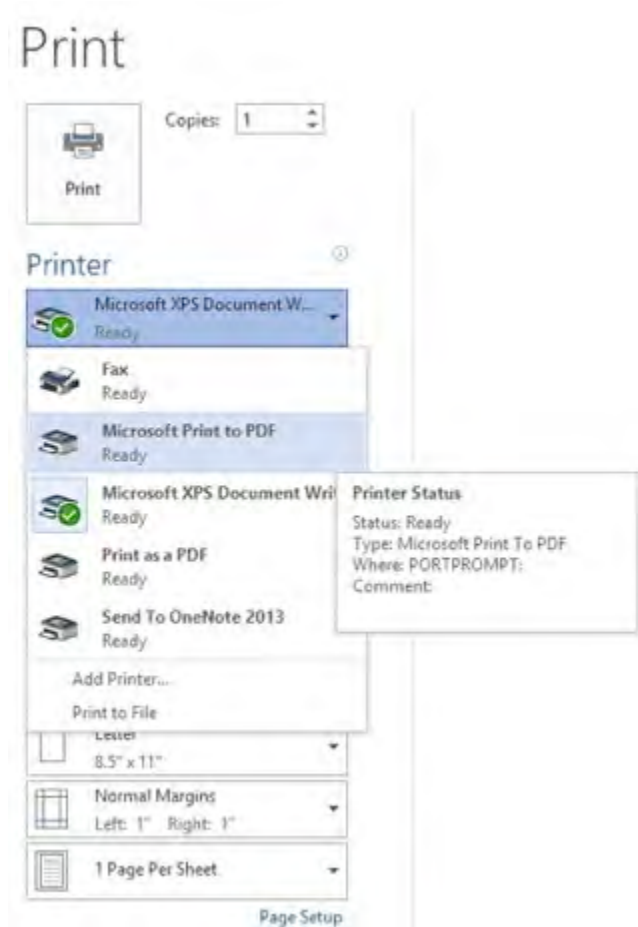 Print
Copies: 1
Print
Printer
Microsoft XPS Document W...
Ready
Fax
Ready
Microsoft Print to PDF
Ready
Microsoft XPS Document Wri
Ready
Print as a PDF
Ready
Send To OneNote 2013
Ready
Add Printer...
Print to File
Printer Status
Status: Ready
Type: Microsoft Print To PDF
Where: PORTPROMPT:
Comment:
Letter
8.5" x 11"
Normal Margins
Left: 1" Right: 1"
1 Page Per Sheet
Page Setup